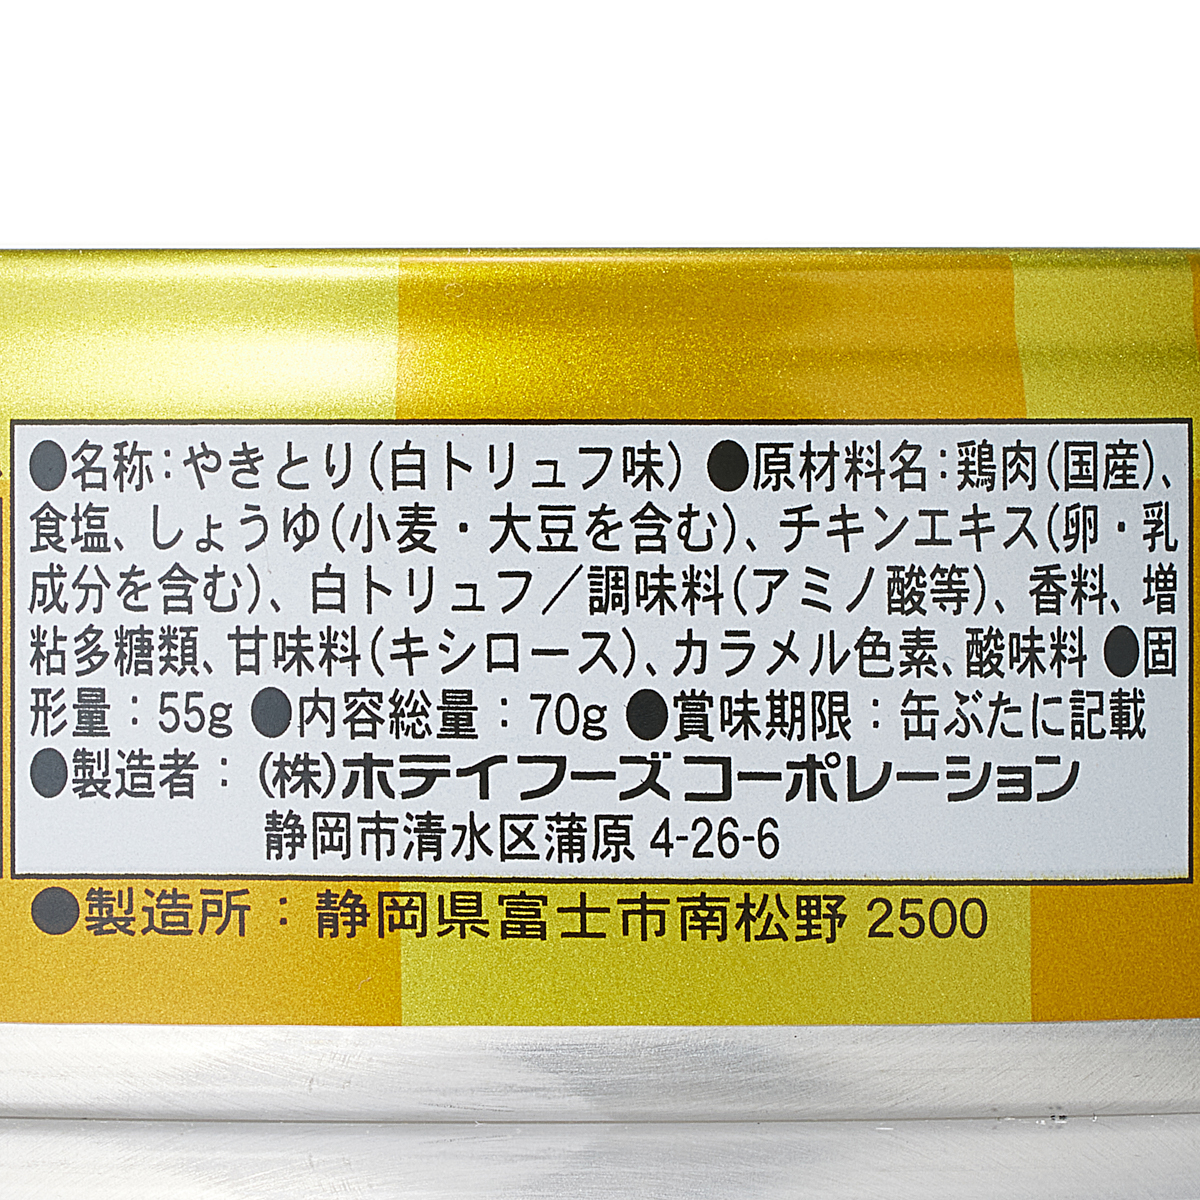 ●名称：やきとり（白トリュフ味） ●原材料名：鶏肉（国産）、
食塩、しょうゆ（小麦・大豆を含む）、チキンエキス（卵・乳
成分を含む）、白トリュフ／調味料（アミノ酸等）、香料、増
粘多糖類、甘味料（キシロース）、カラメル色素、酸味料 ●固
形量：55g ●内容総量：70g ●賞味期限：缶ぶたに記載
●製造者：（株）ホテイフーズコーポレーション
静岡市清水区蒲原 4-26-6
●製造所：静岡県富士市南松野 2500